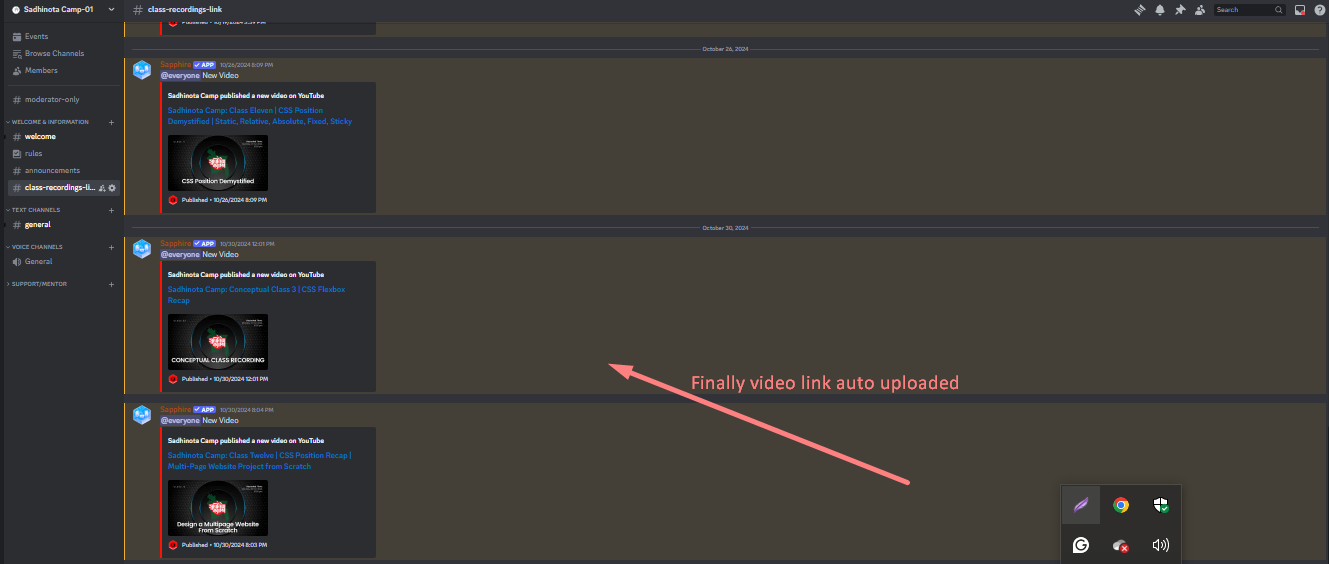 Sadhinota Camp-01
# class-recordings-link
Search
Events
Browse Channels
Members
# moderator-only
WELCOME & INFORMATION
# welcome
rules
# announcements
# class-recordings-li...
TEXT CHANNELS
# general
VOICE CHANNELS
General
SUPPORT/MENTOR
Published • 10/19/2024 5:59 PM
October 26, 2024
Sapphire APP 10/26/2024 8:09 PM
@everyone New Video
Sadhinota Camp published a new video on YouTube
Sadhinota Camp: Class Eleven | CSS Position
Demystified | Static, Relative, Absolute, Fixed, Sticky
CSS Position Demystified
Published • 10/26/2024 8:09 PM
October 30, 2024
Sapphire APP 10/30/2024 12:01 PM
@everyone New Video
Sadhinota Camp published a new video on YouTube
Sadhinota Camp: Conceptual Class 3 | CSS Flexbox
Recap
CONCEPTUAL CLASS RECORDING
Published • 10/30/2024 12:01 PM
Finally video link auto uploaded
Sapphire APP 10/30/2024 8:04 PM
@everyone New Video
Sadhinota Camp published a new video on YouTube
Sadhinota Camp: Class Twelve | CSS Position Recap |
Multi-Page Website Project from Scratch
Design a Multipage Website
From Scratch
Published • 10/30/2024 8:03 PM